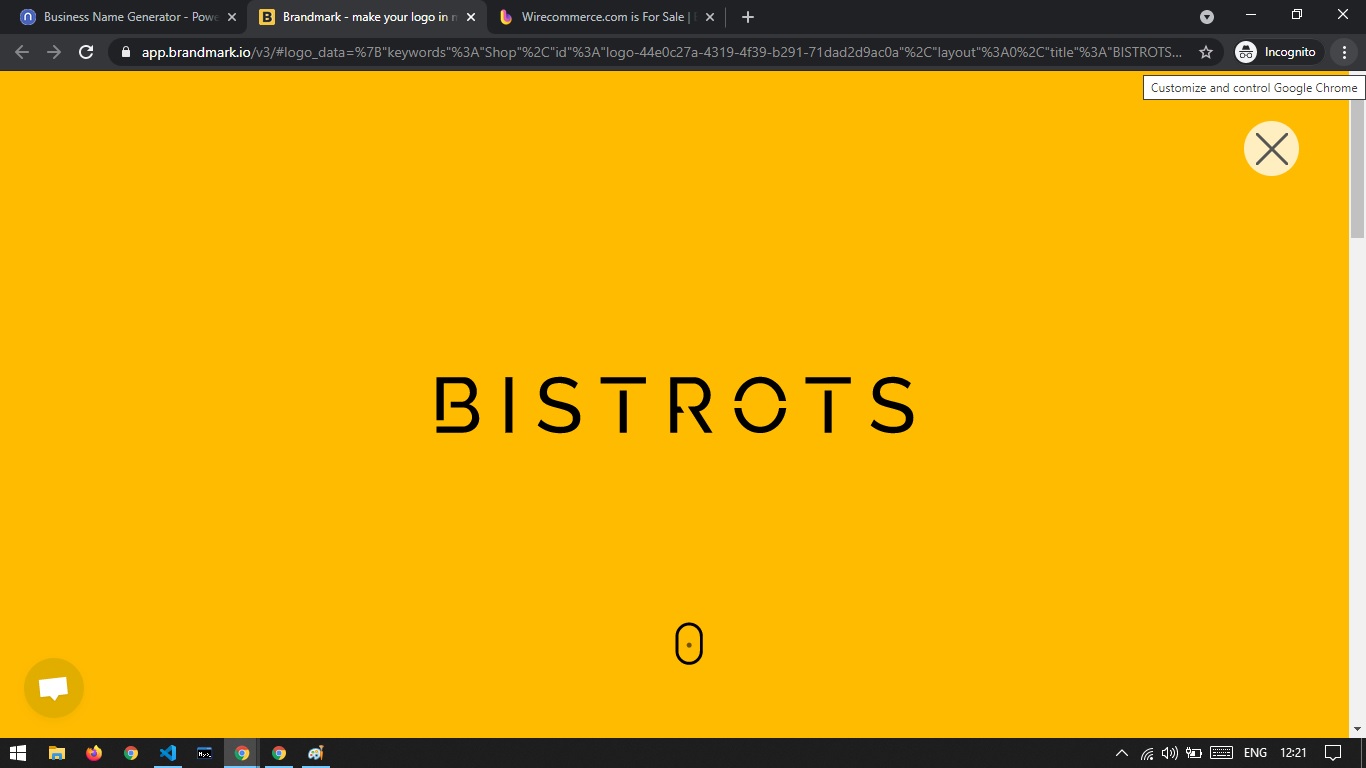 Business Name Generator - Powe
Brandmark - make your logo in m
Wirecommerce.com is For Sale |
app.brandmark.io/v3/#logo_data=%7B"keywords"%3A"Shop"%2C"id"%3A"logo-44e0c27a-4319-4f39-b291-71dad2d9ac0a"%2C"layout"%3A0%2C"title"%3A"BISTROTS...
Incognito
Customize and control Google Chrome
BISTROTS
ENG
12:21